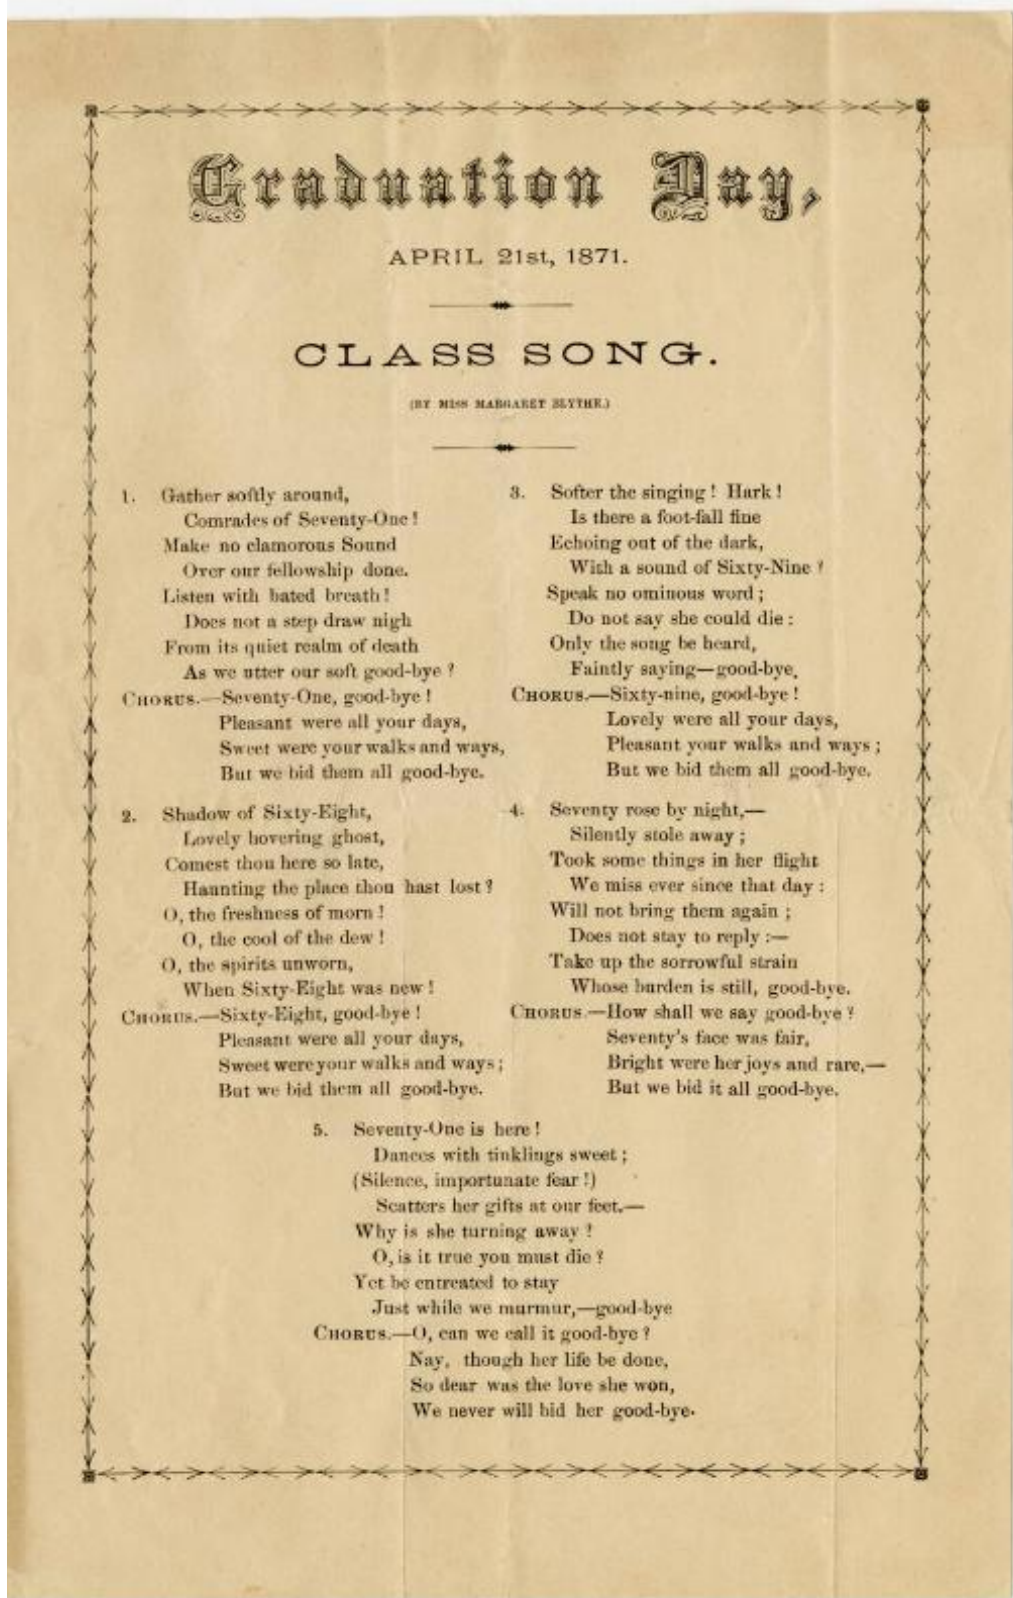 Graduation Day,
APRIL 21st, 1871.
CLASS SONG.
(BY MISS MARGARET BLYTHE.)
1. Gather softly around,
Comrades of Seventy-One!
Make no clamorous Sound
Over our fellowship done.
Listen with bated breath!
Does not a step draw nigh
From its quiet realm of death
As we utter our soft good-bye?
CHORUS.—Seventy-One, good-bye!
Pleasant were all your days,
Sweet were your walks and ways,
But we bid them all good-bye.
2. Shadow of Sixty-Eight,
Lovely hovering ghost,
Comest thou here so late,
Haunting the place thou hast lost?
O, the freshness of morn!
O, the cool of the dew!
O, the spirits unworn,
When Sixty-Eight was new!
CHORUS.—Sixty-Eight, good-bye!
Pleasant were all your days,
Sweet were your walks and ways;
But we bid them all good-bye.
3. Softer the singing! Hark!
Is there a foot-fall fine
Echoing out of the dark,
With a sound of Sixty-Nine?
Speak no ominous word;
Do not say she could die:
Only the song be heard,
Faintly saying—good-bye.
CHORUS.—Sixty-nine, good-bye!
Lovely were all your days,
Pleasant your walks and ways;
But we bid them all good-bye.
4. Seventy rose by night,—
Silently stole away;
Took some things in her flight
We miss ever since that day:
Will not bring them again;
Does not stay to reply:—
Take up the sorrowful strain
Whose burden is still, good-bye.
CHORUS.—How shall we say good-bye?
Seventy's face was fair,
Bright were her joys and rare,—
But we bid it all good-bye.
5. Seventy-One is here!
Dances with tinklings sweet;
(Silence, importunate fear!)
Scatters her gifts at our feet.—
Why is she turning away?
O, is it true you must die?
Yet be entreated to stay
Just while we murmur,—good-bye
CHORUS.—O, can we call it good-bye?
Nay, though her life be done,
So dear was the love she won,
We never will bid her good-bye.